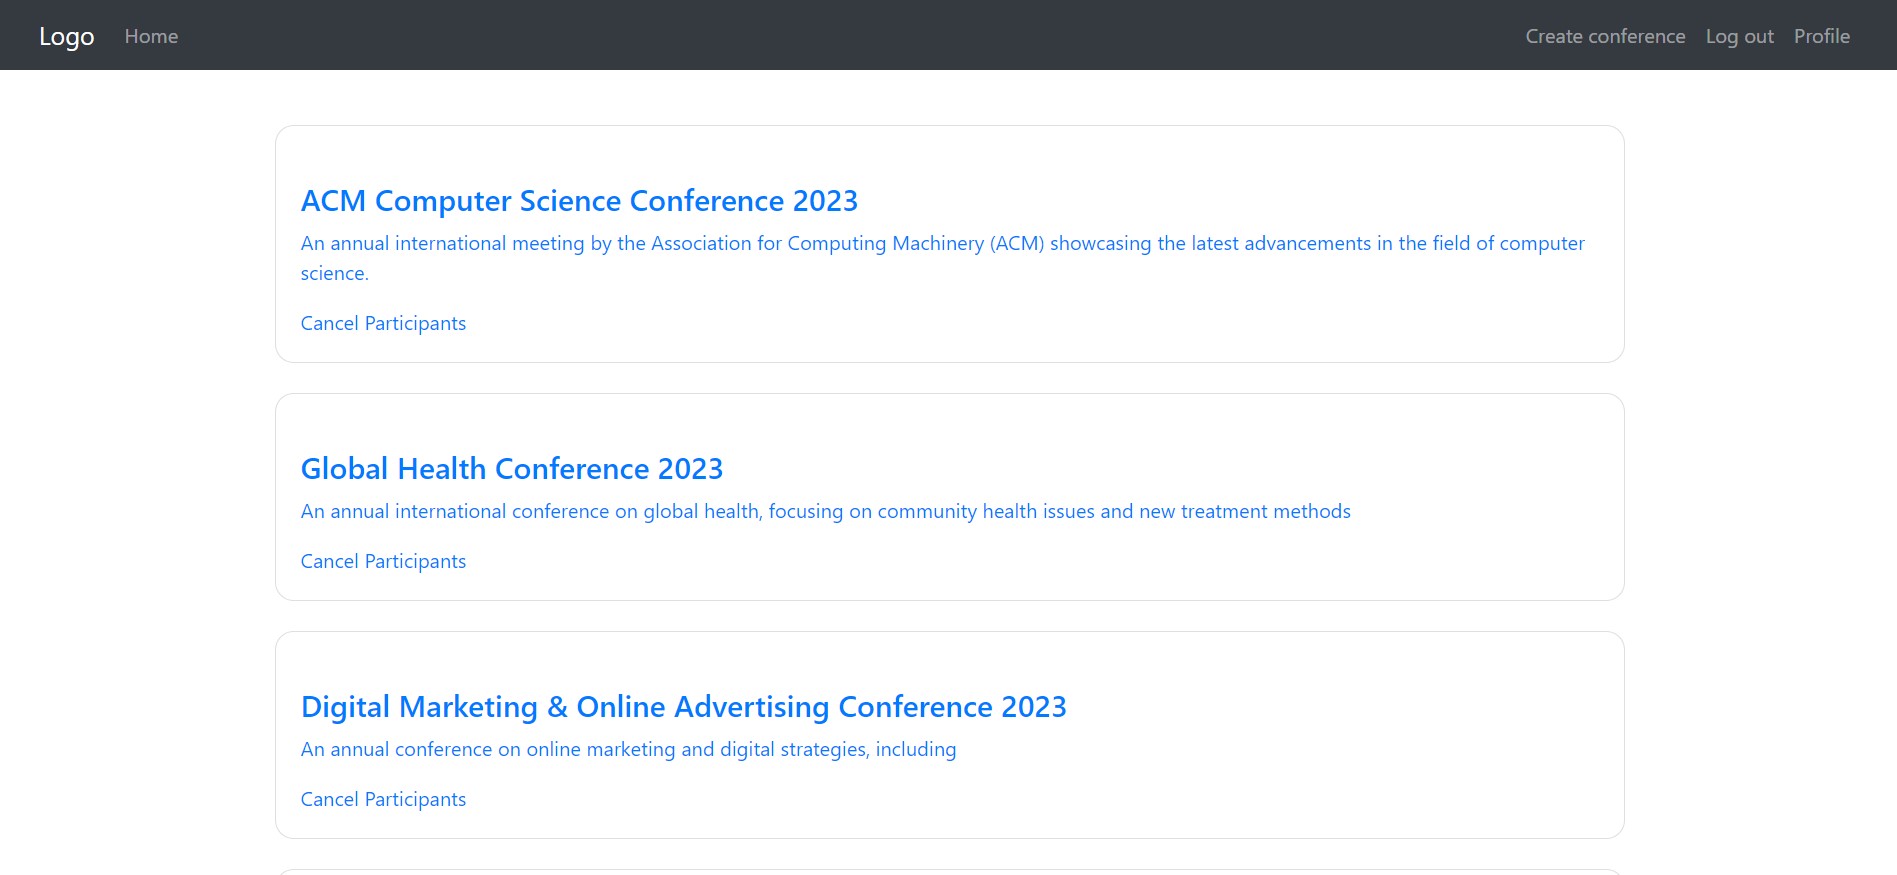 Logo Home Create conference Log out Profile
ACM Computer Science Conference 2023
An annual international meeting by the Association for Computing Machinery (ACM) showcasing the latest advancements in the field of computer
science.
Cancel Participants
Global Health Conference 2023
An annual international conference on global health, focusing on community health issues and new treatment methods
Cancel Participants
Digital Marketing & Online Advertising Conference 2023
An annual conference on online marketing and digital strategies, including
Cancel Participants